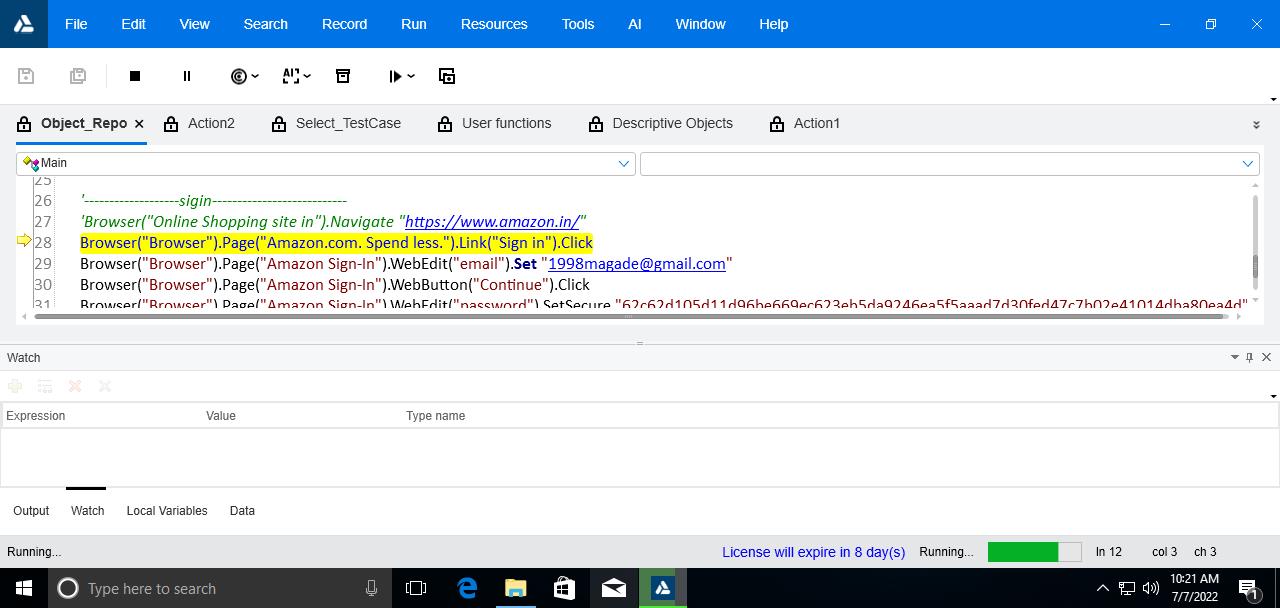 File Edit View Search Record Run Resources Tools AI Window Help
Object_Repo Action2 Select_TestCase User functions Descriptive Objects Action1
Main
25
26 '-------------------sigin---------------------------
27 'Browser("Online Shopping site in").Navigate "https://www.amazon.in/"
28 Browser("Browser").Page("Amazon.com. Spend less.").Link("Sign in").Click
29 Browser("Browser").Page("Amazon Sign-In").WebEdit("email").Set "1998magade@gmail.com"
30 Browser("Browser").Page("Amazon Sign-In").WebButton("Continue").Click
31 Browser("Browser").Page("Amazon Sign-In").WebEdit("password").SetSecure "62c62d105d11d96be669ec623eb5da9246ea5f5aaad7d30fed47c7b02e41014dba80ea4d"
Watch
Expression Value Type name
Output Watch Local Variables Data
Running... License will expire in 8 day(s) Running... ln 12 col 3 ch 3
Type here to search
10:21 AM
7/7/2022
1